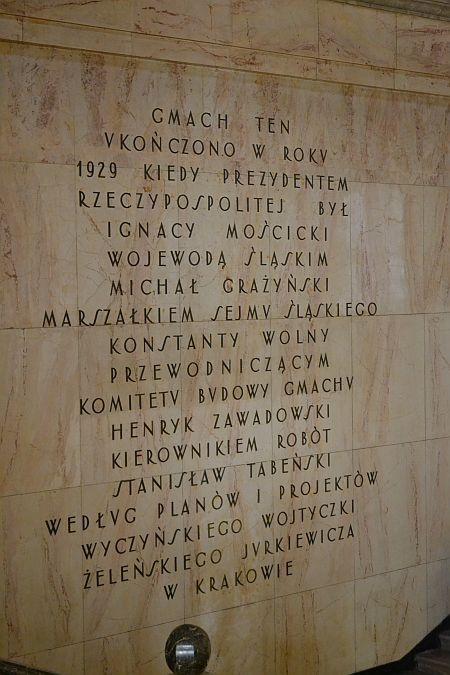 GMACH TEN
VKOŃCZONO W ROKV
1929 KIEDY PREZYDENTEM
RZECZYPOSPOLITEJ BYŁ
IGNACY MOŚCICKI
WOJEWODĄ ŚLĄSKIM
MICHAŁ GRAŻYŃSKI
MARSZAŁKIEM SEJMV ŚLĄSKIEGO
KONSTANTY WOLNY
PRZEWODNICZĄCYM
KOMITETV BVDOWY GMACHV
HENRYK ZAWADOWSKI
KIEROWNIKIEM ROBÒT
STANISŁAW TABEŃSKI
WEDŁVG PLANÓW I PROJEKTÓW
WYCZYŃSKIEGO WOJTYCZKI
ŻELEŃSKIEGO JVRKIEWICZA
W KRAKOWIE